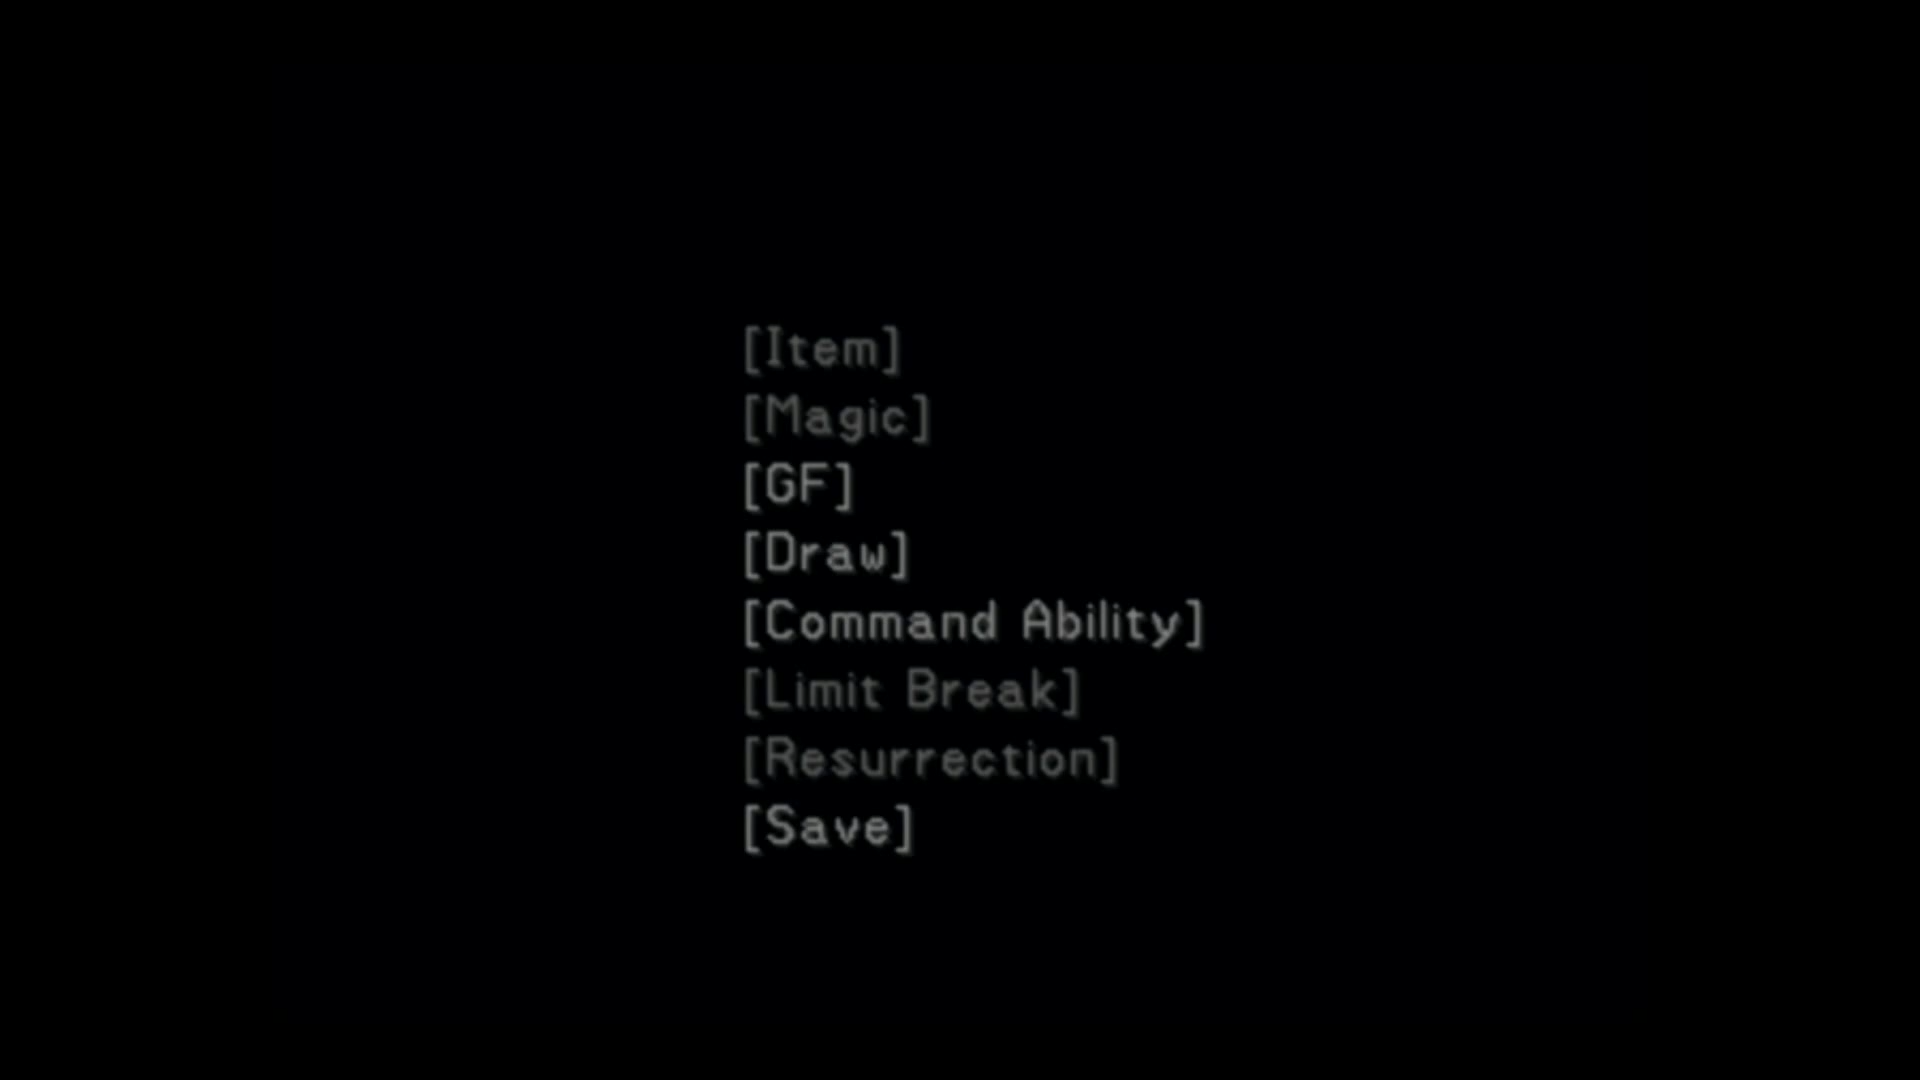 [Item]
[Magic]
[GF]
[Draw]
[Command Ability]
[Limit Break]
[Resurrection]
[Save]